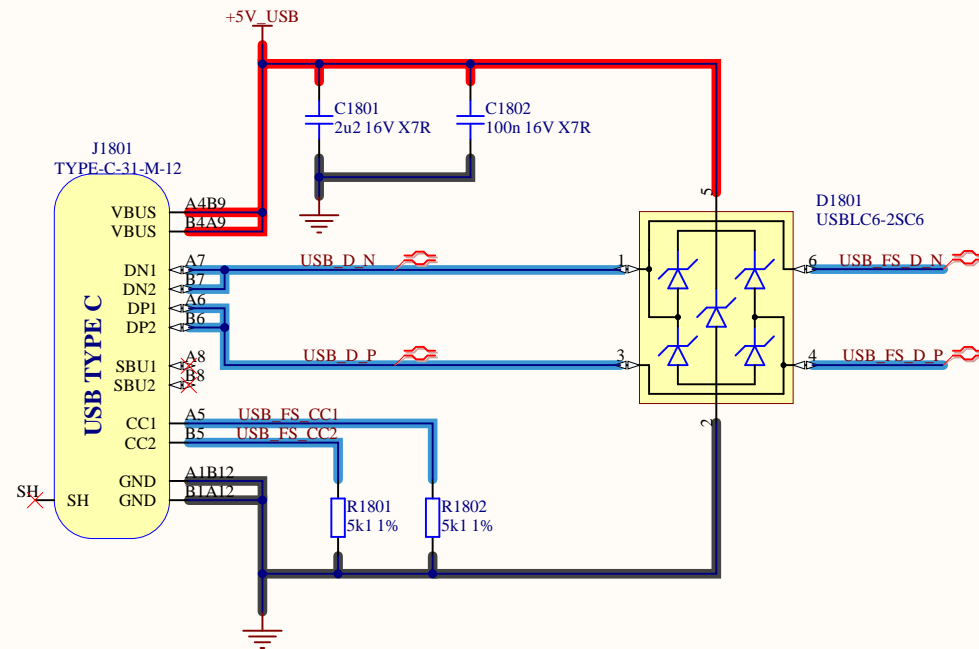 +5V_USB
C1801
2u2 16V X7R
C1802
100n 16V X7R
J1801
TYPE-C-31-M-12
USB TYPE C
VBUS A4B9
VBUS B4A9
DN1 A7
DN2 B7
DP1 A6
DP2 B6
SBU1 A8
SBU2 B8
CC1 A5
CC2 B5
GND A1B12
GND B1A12
SH SH
USB_D_N
USB_D_P
USB_FS_CC1
USB_FS_CC2
R1801
5k1 1%
R1802
5k1 1%
D1801
USBLC6-2SC6
5
1
3
2
6 USB_FS_D_N
4 USB_FS_D_P